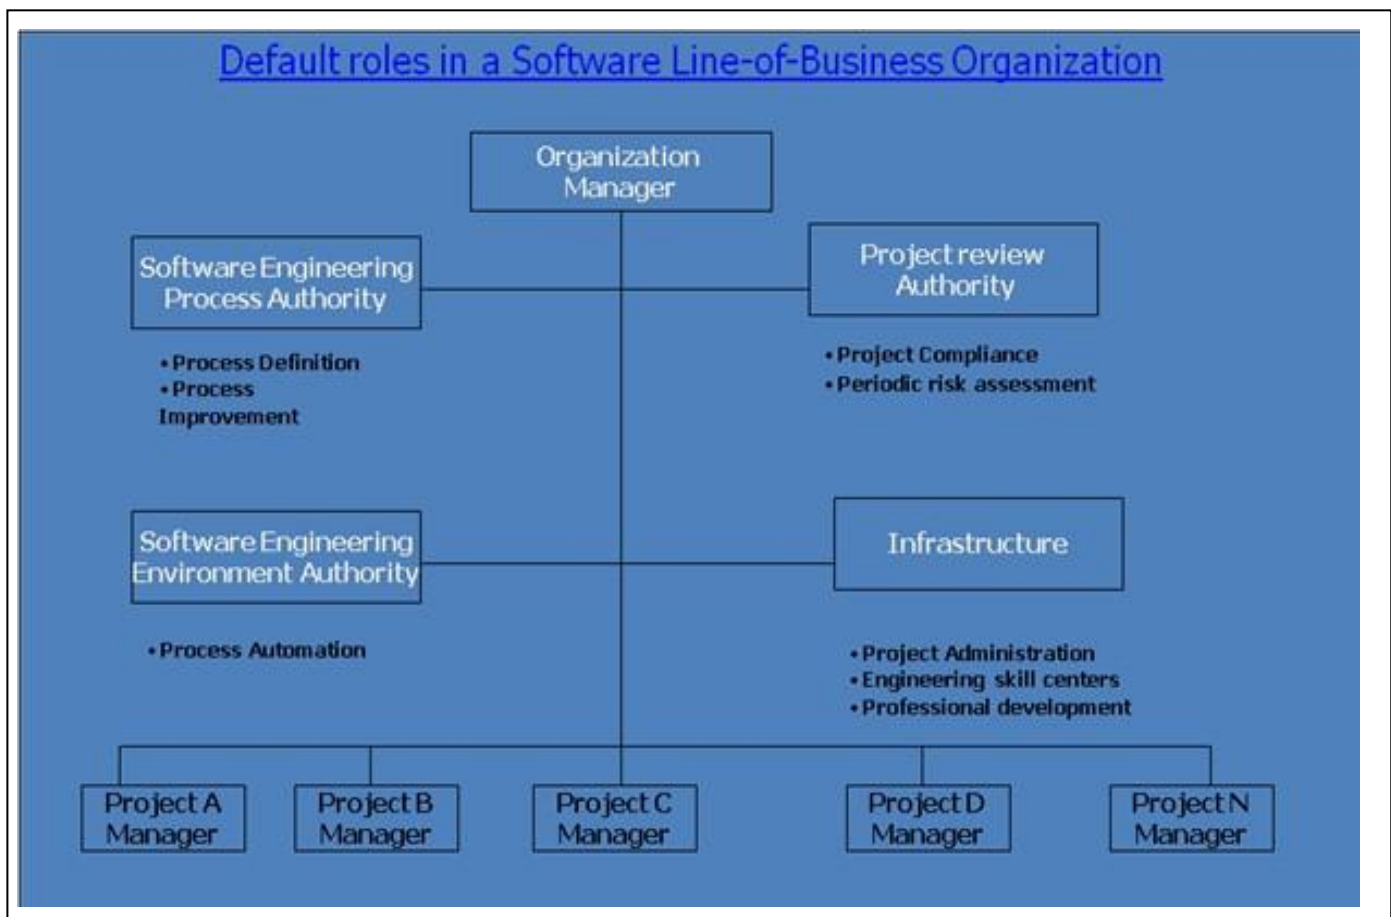 Default roles in a Software Line-of-Business Organization
Organization
Manager
Software Engineering
Process Authority
Project review
Authority
• Process Definition
• Process
Improvement
• Project Compliance
• Periodic risk assessment
Software Engineering
Environment Authority
Infrastructure
• Process Automation
• Project Administration
• Engineering skill centers
• Professional development
Project A
Manager
Project B
Manager
Project C
Manager
Project D
Manager
Project N
Manager